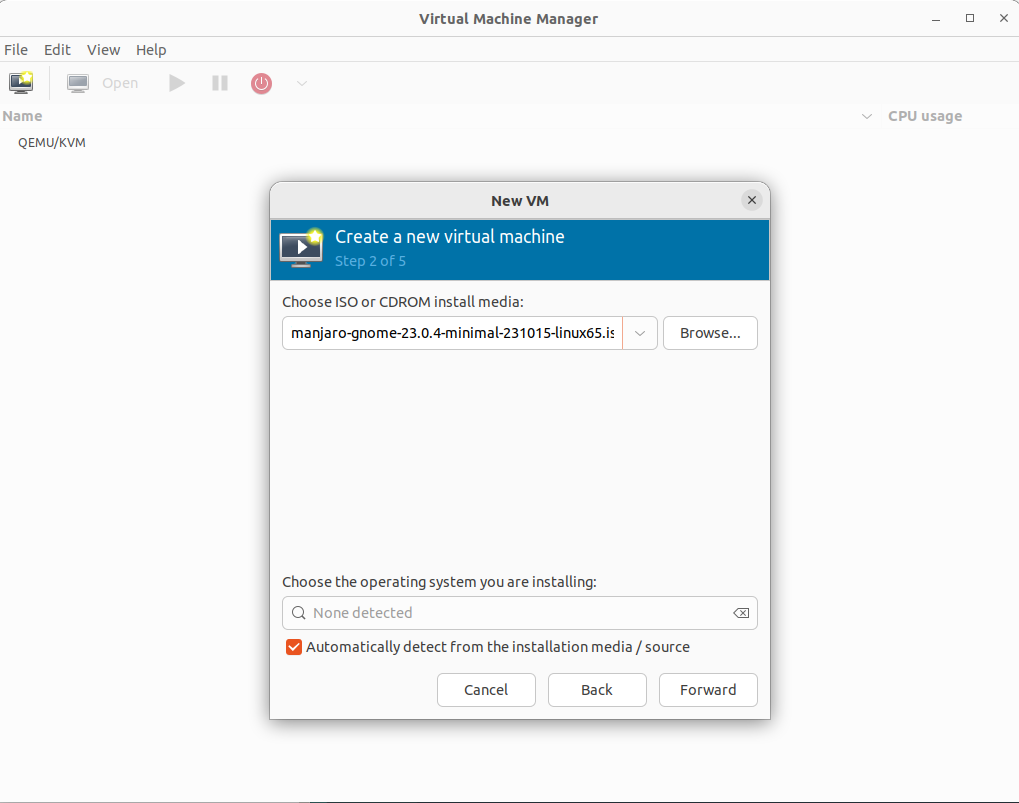 Virtual Machine Manager
File Edit View Help
Open
Name CPU usage
QEMU/KVM
New VM
Create a new virtual machine
Step 2 of 5
Choose ISO or CDROM install media:
manjaro-gnome-23.0.4-minimal-231015-linux65.is
Browse...
Choose the operating system you are installing:
None detected
Automatically detect from the installation media / source
Cancel Back Forward